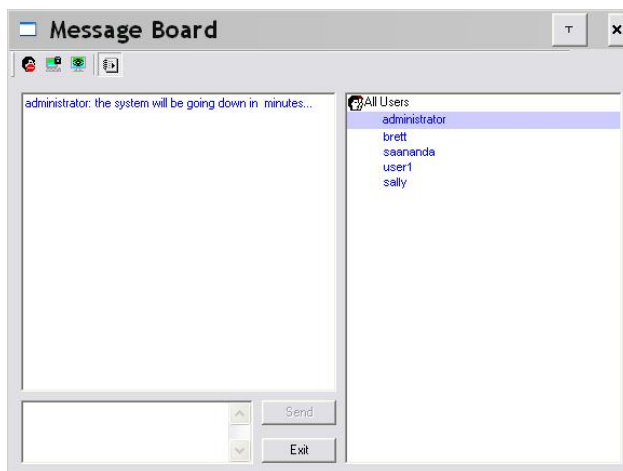 Message Board
administrator: the system will be going down in  minutes...
All Users
administrator
brett
saananda
user1
sally
Send
Exit